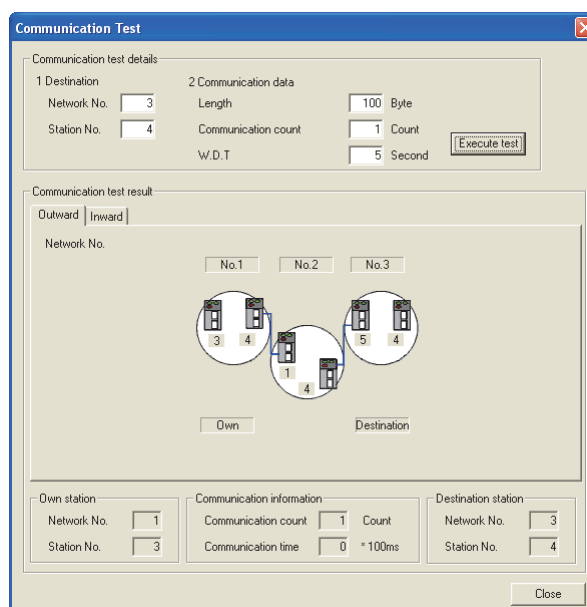 Communication Test
Communication test details
1 Destination
Network No. 3
Station No. 4
2 Communication data
Length 100 Byte
Communication count 1 Count
W.D.T 5 Second
Execute test
Communication test result
Outward Inward
Network No.
No.1 No.2 No.3
3 4 5 4
1
4
Own Destination
Own station
Network No. 1
Station No. 3
Communication information
Communication count 1 Count
Communication time 0 * 100ms
Destination station
Network No. 3
Station No. 4
Close